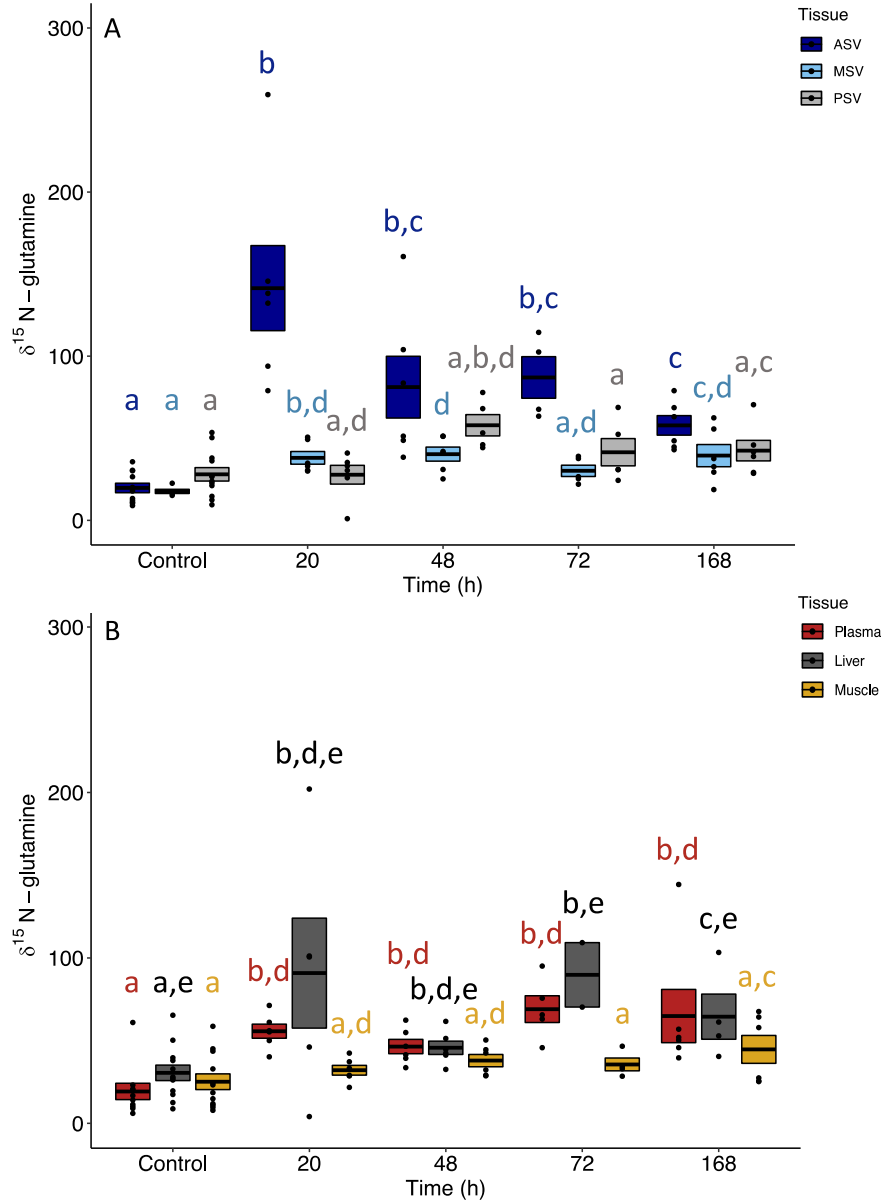 A
Tissue
ASV
MSV
PSV
300
200
100
0
δ15 N−glutamine
b
b,c
b,c
a,b,d
a
c
a,c
a
a
a
b,d
a,d
d
a,d
c,d
Control
20
48
72
168
Time (h)
B
Tissue
Plasma
Liver
Muscle
300
200
100
0
δ15 N−glutamine
b,d,e
b,d
b,e
c,e
a
a,e
a
b,d
b,d
b,d,e
b,d
a,c
a,d
a,d
a
Control
20
48
72
168
Time (h)